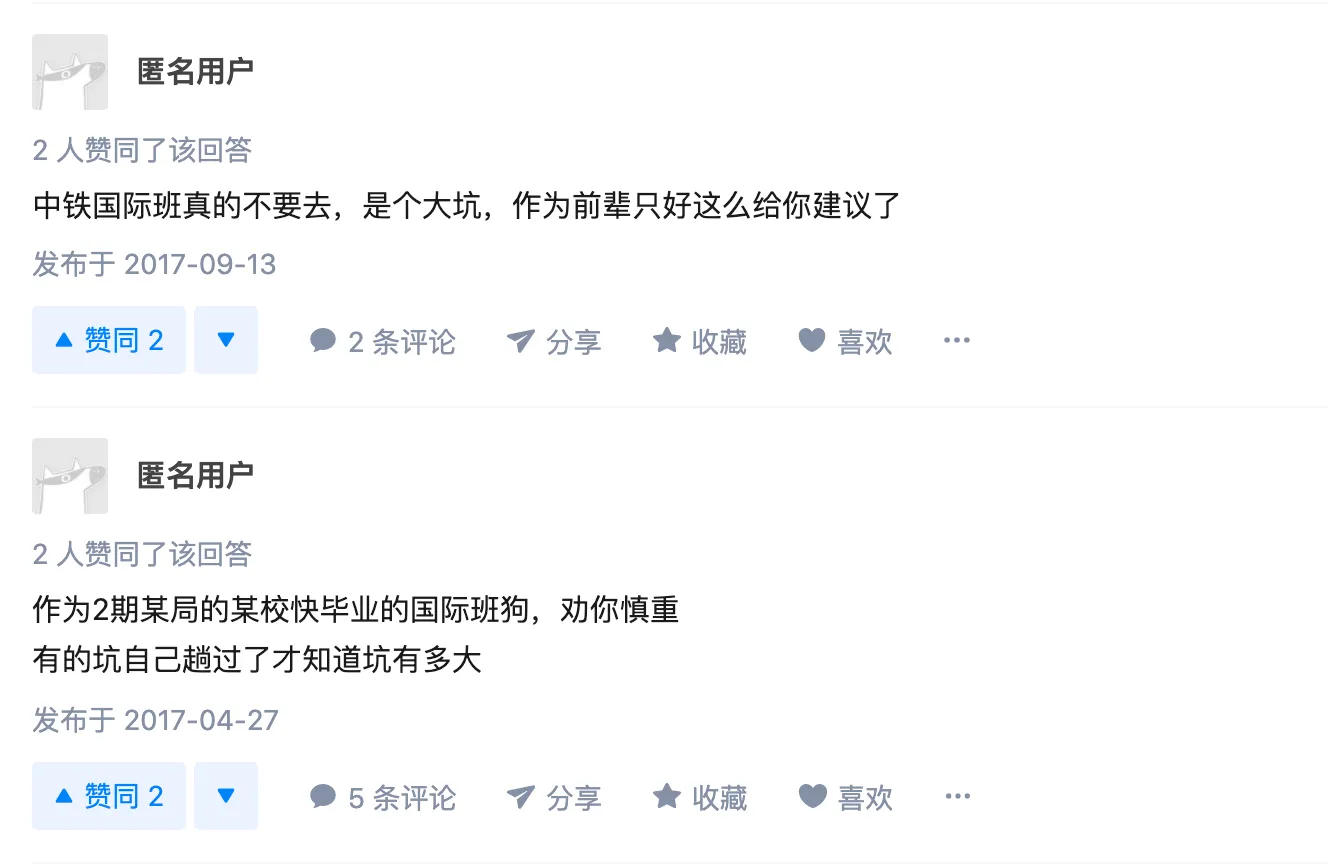 匿名用户
2 人赞同了该回答
中铁国际班真的不要去，是个大坑，作为前辈只好这么给你建议了
发布于 2017-09-13
赞同 2 2 条评论 分享 收藏 喜欢
匿名用户
2 人赞同了该回答
作为2期某局的某校快毕业的国际班狗，劝你慎重
有的坑自己趟过了才知道坑有多大
发布于 2017-04-27
赞同 2 5 条评论 分享 收藏 喜欢